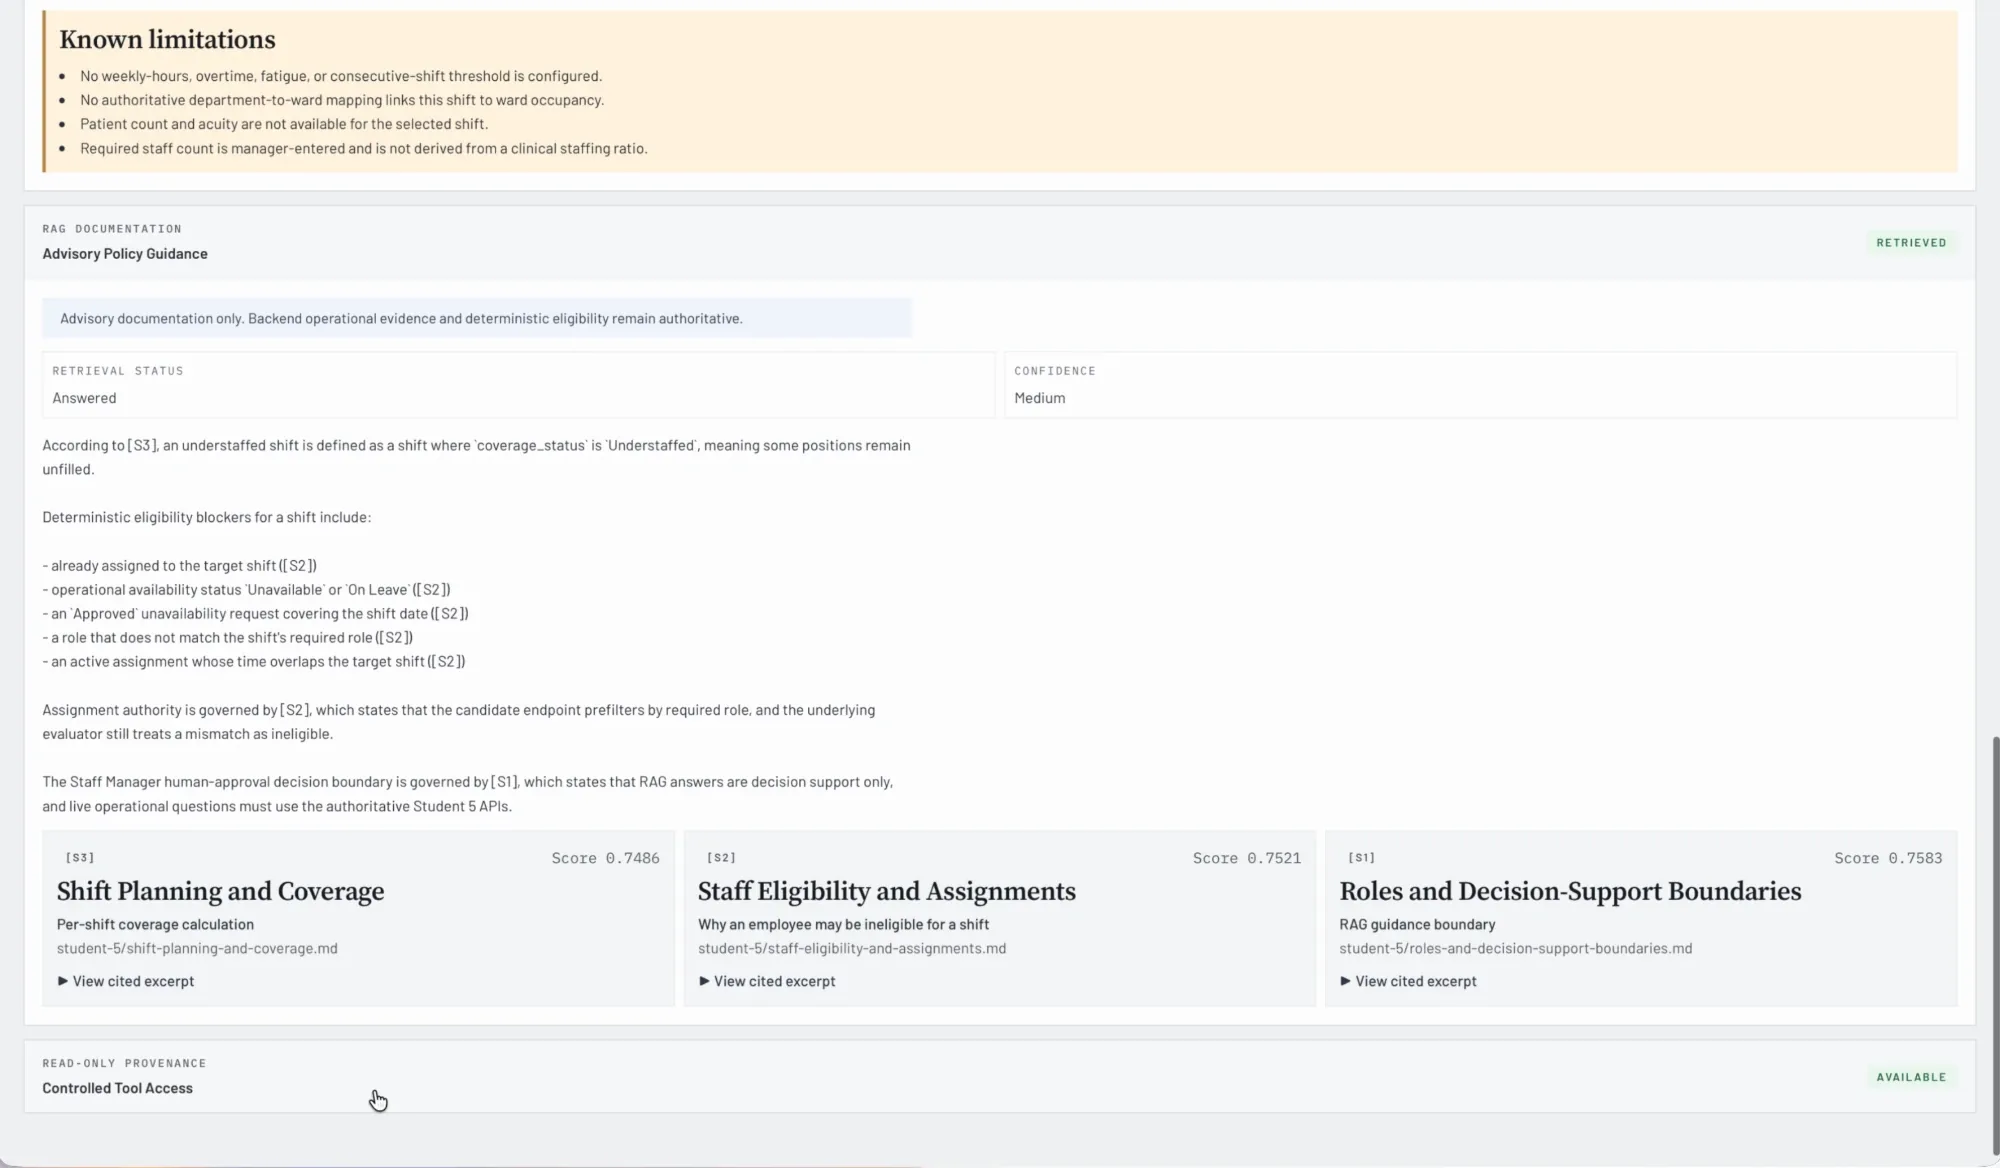 Known limitations
• No weekly-hours, overtime, fatigue, or consecutive-shift threshold is configured.
• No authoritative department-to-ward mapping links this shift to ward occupancy.
• Patient count and acuity are not available for the selected shift.
• Required staff count is manager-entered and is not derived from a clinical staffing ratio.
RAG DOCUMENTATION
Advisory Policy Guidance
RETRIEVED
Advisory documentation only. Backend operational evidence and deterministic eligibility remain authoritative.
RETRIEVAL STATUS
Answered
CONFIDENCE
Medium
According to [S3], an understaffed shift is defined as a shift where `coverage_status` is `Understaffed`, meaning some positions remain
unfilled.
Deterministic eligibility blockers for a shift include:
- already assigned to the target shift ([S2])
- operational availability status `Unavailable` or `On Leave` ([S2])
- an `Approved` unavailability request covering the shift date ([S2])
- a role that does not match the shift's required role ([S2])
- an active assignment whose time overlaps the target shift ([S2])
Assignment authority is governed by [S2], which states that the candidate endpoint prefilters by required role, and the underlying
evaluator still treats a mismatch as ineligible.
The Staff Manager human-approval decision boundary is governed by [S1], which states that RAG answers are decision support only,
and live operational questions must use the authoritative Student 5 APIs.
[S3]
Score 0.7486
Shift Planning and Coverage
Per-shift coverage calculation
student-5/shift-planning-and-coverage.md
▶ View cited excerpt
[S2]
Score 0.7521
Staff Eligibility and Assignments
Why an employee may be ineligible for a shift
student-5/staff-eligibility-and-assignments.md
▶ View cited excerpt
[S1]
Score 0.7583
Roles and Decision-Support Boundaries
RAG guidance boundary
student-5/roles-and-decision-support-boundaries.md
▶ View cited excerpt
READ-ONLY PROVENANCE
Controlled Tool Access
AVAILABLE